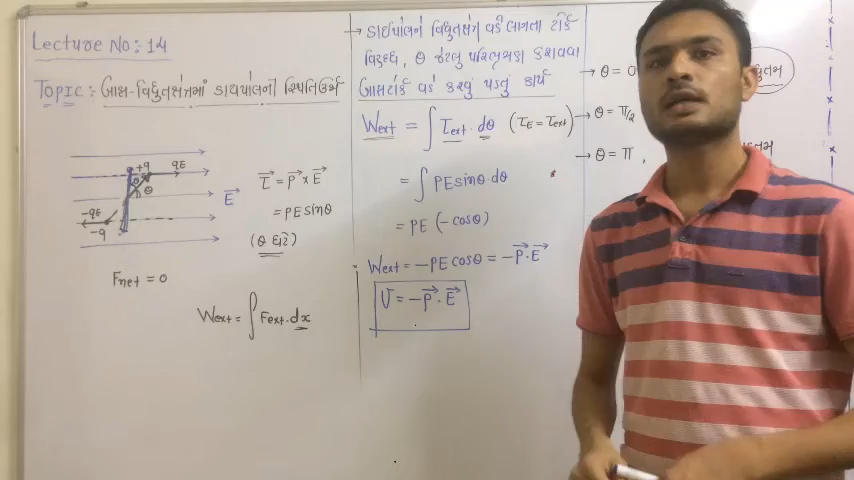 Lecture No: 14
TOPIC: બાહ્ય-વિદ્યુતક્ષેત્રમાં ડાયપોલની સ્થિતિઊર્જા
+q
qE
θ
E
-qE
-q
τ = p × E
= pE sinθ
(θ ઘટે)
Fnet = 0
Wext = ∫ Fext · dx
→ ડાઈપોલને વિદ્યુતક્ષેત્ર વડે લાગતા ટોર્ક
વિરુદ્ધ, θ જેટલું પરિભ્રમણ કરાવવા
બાહ્ય ટોર્ક વડે કરવું પડતું કાર્ય
Wext = ∫ τext · dθ (τE = τext)
= ∫ pE sinθ · dθ
= pE (-cosθ)
Wext = -pE cosθ = -p · E
U = -p · E
→ θ = 0
→ θ = π/2
→ θ = π,